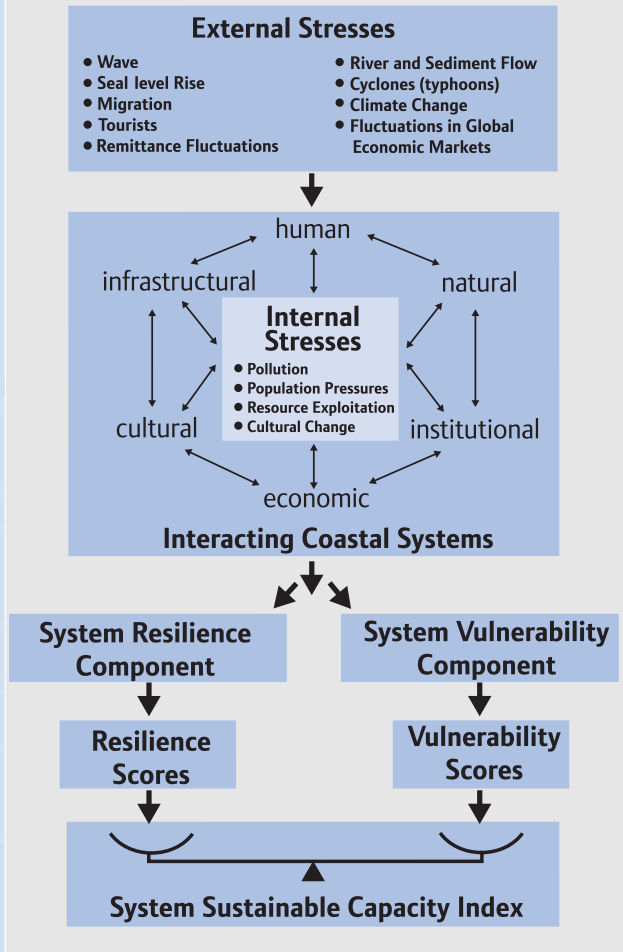 External Stresses
● Wave
● Seal level Rise
● Migration
● Tourists
● Remittance Fluctuations
● River and Sediment Flow
● Cyclones (typhoons)
● Climate Change
● Fluctuations in Global
Economic Markets
human
infrastructural
natural
Internal
Stresses
● Pollution
● Population Pressures
● Resource Exploitation
● Cultural Change
cultural
institutional
economic
Interacting Coastal Systems
System Resilience
Component
System Vulnerability
Component
Resilience
Scores
Vulnerability
Scores
System Sustainable Capacity Index